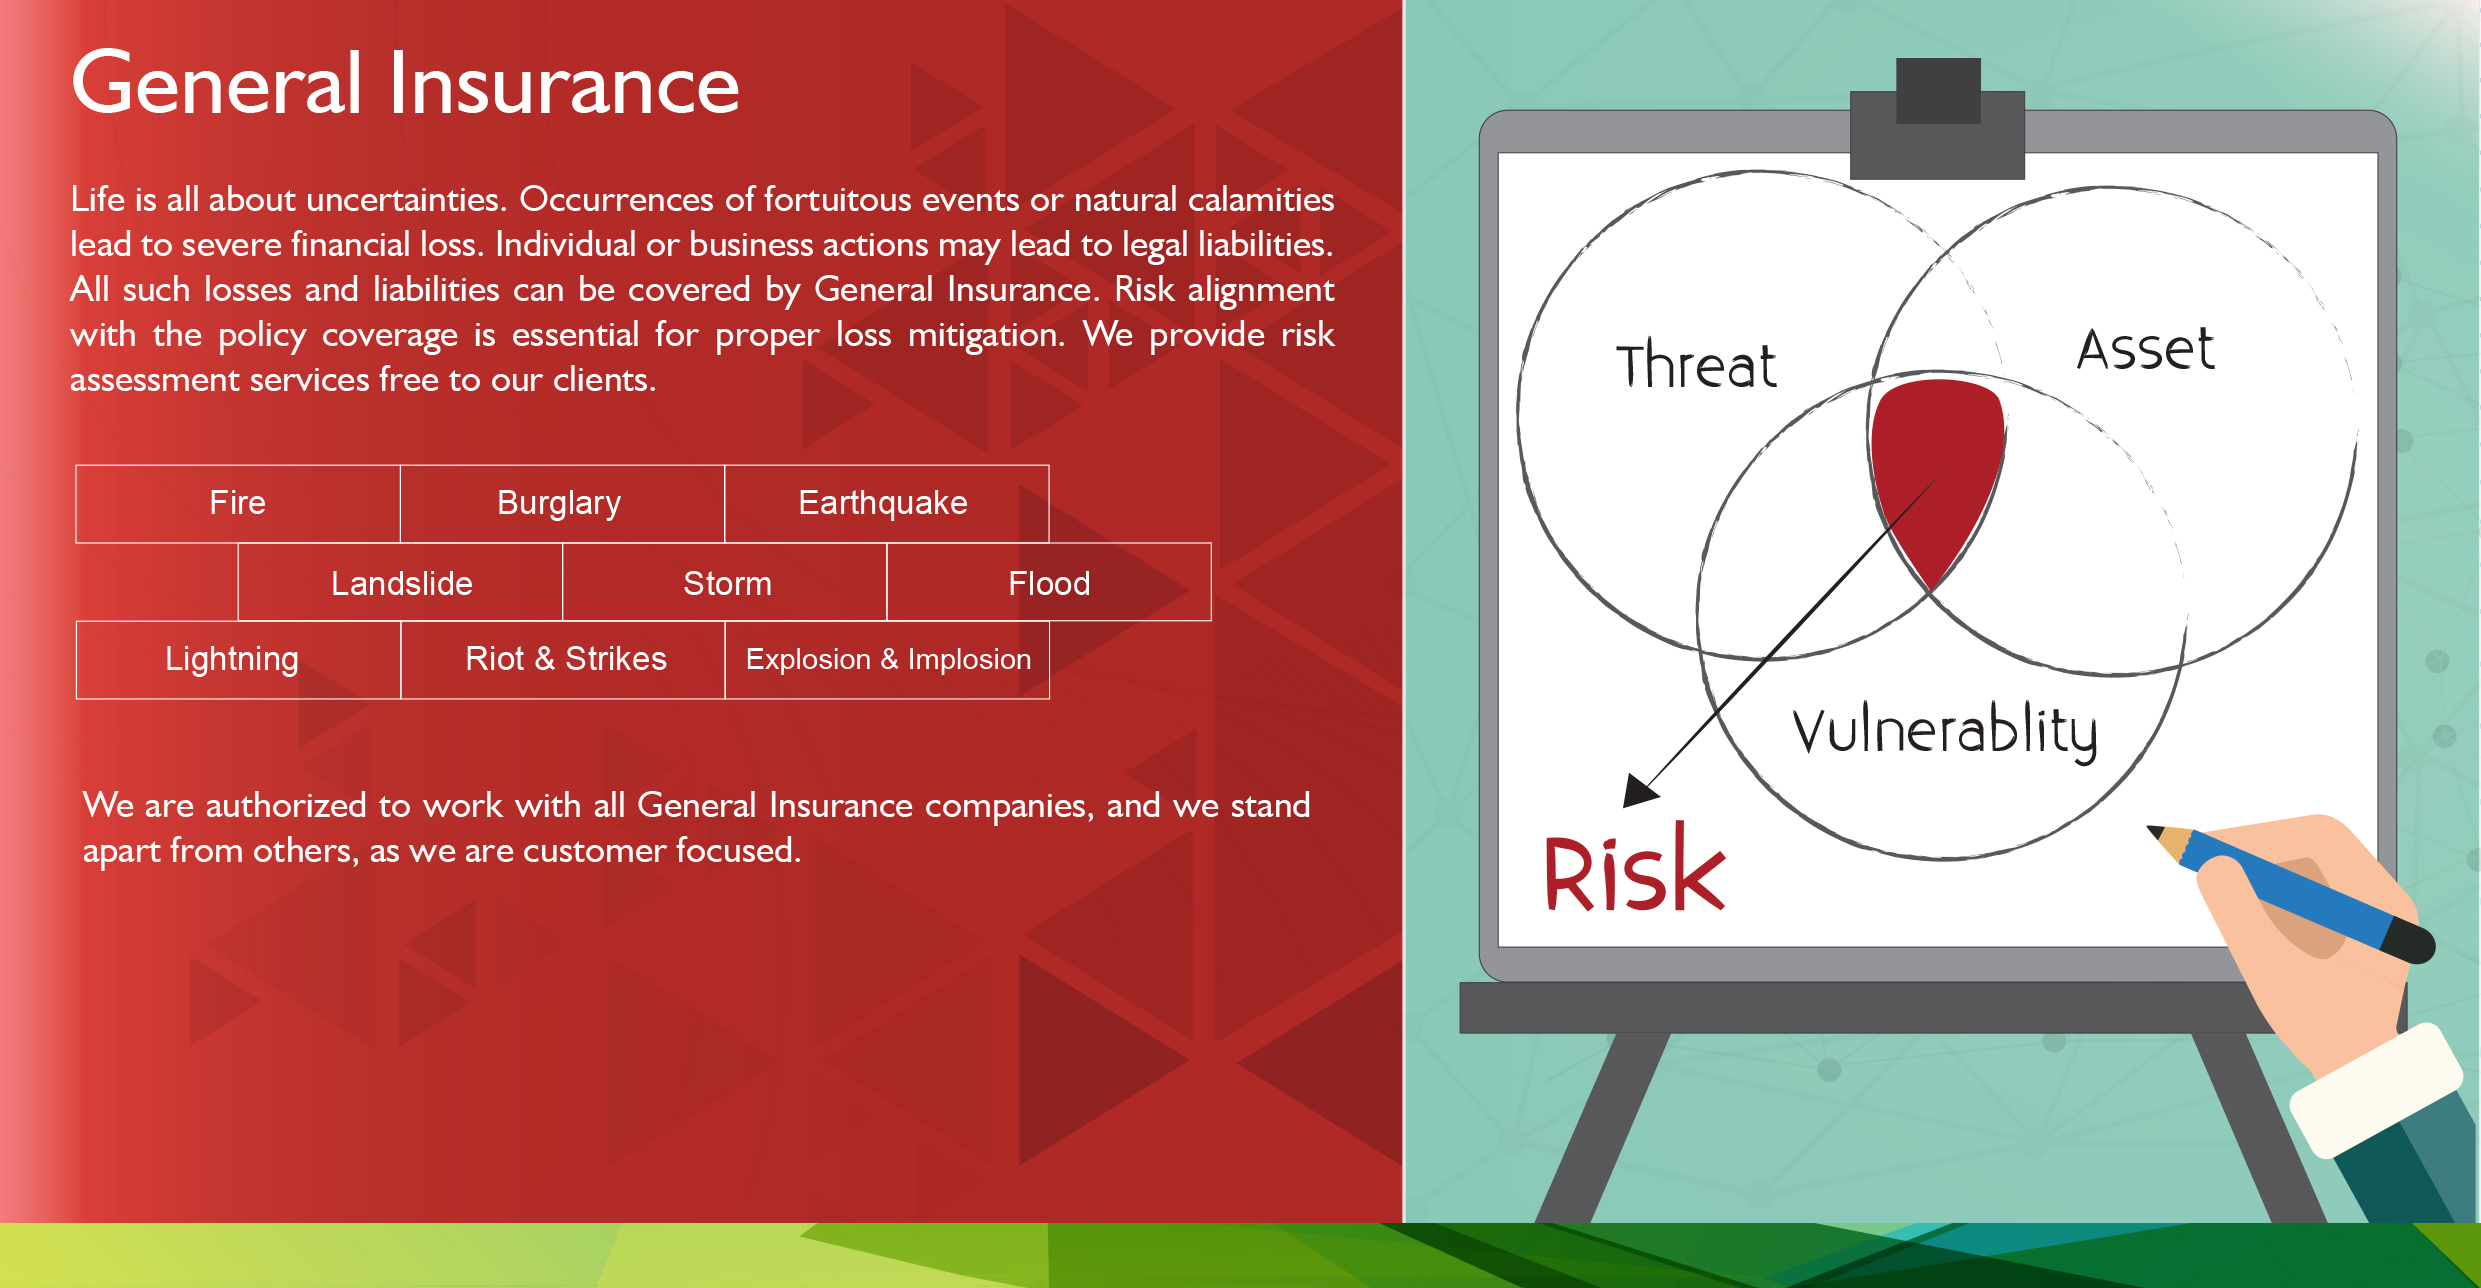 General Insurance
Life is all about uncertainties. Occurrences of fortuitous events or natural calamities
lead to severe financial loss. Individual or business actions may lead to legal liabilities.
All such losses and liabilities can be covered by General Insurance. Risk alignment
with the policy coverage is essential for proper loss mitigation. We provide risk
assessment services free to our clients.
Fire Burglary Earthquake
Landslide Storm Flood
Lightning Riot & Strikes Explosion & Implosion
We are authorized to work with all General Insurance companies, and we stand
apart from others, as we are customer focused.
Threat
Asset
Vulnerablity
Risk